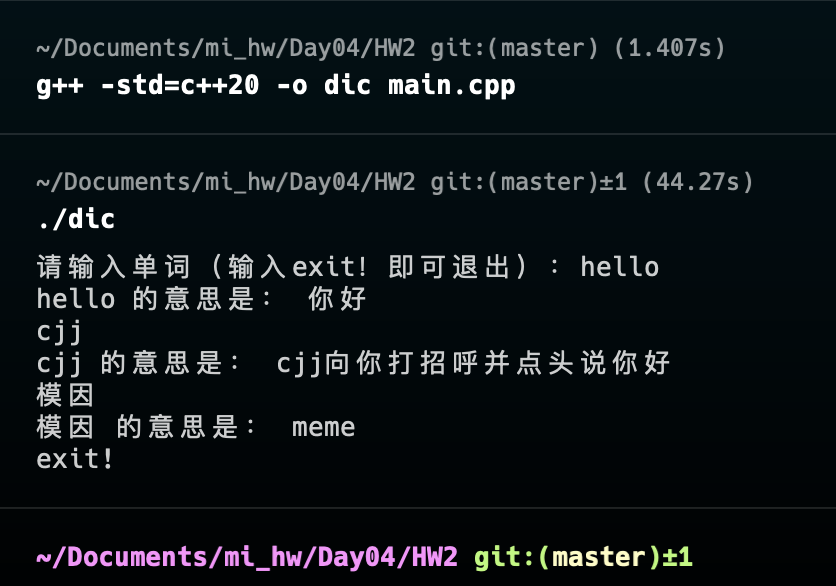 ~/Documents/mi_hw/Day04/HW2 git:(master) (1.407s)
g++ -std=c++20 -o dic main.cpp
~/Documents/mi_hw/Day04/HW2 git:(master)±1 (44.27s)
./dic
请输入单词（输入exit! 即可退出）：hello
hello 的意思是： 你好
cjj
cjj 的意思是： cjj向你打招呼并点头说你好
模因
模因 的意思是： meme
exit!
~/Documents/mi_hw/Day04/HW2 git:(master)±1